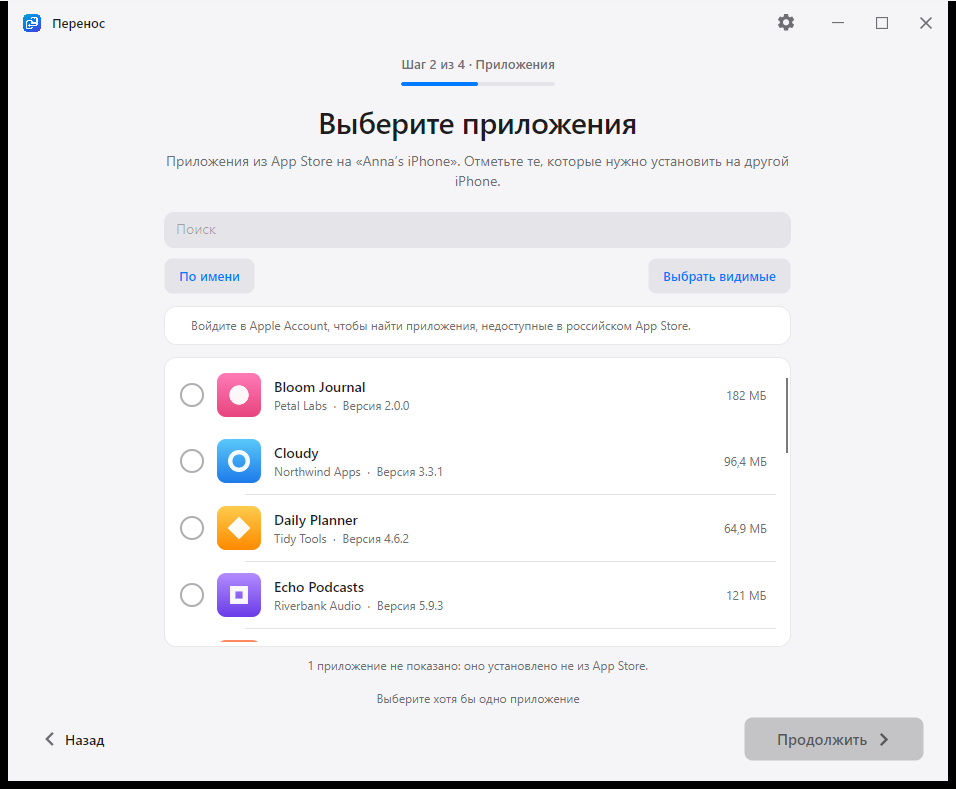 Перенос
Шаг 2 из 4 · Приложения
Выберите приложения
Приложения из App Store на «Anna’s iPhone». Отметьте те, которые нужно установить на другой
iPhone.
Поиск
По имени
Выбрать видимые
Войдите в Apple Account, чтобы найти приложения, недоступные в российском App Store.
Bloom Journal
182 МБ
Petal Labs · Версия 2.0.0
Cloudy
96,4 МБ
Northwind Apps · Версия 3.3.1
Daily Planner
64,9 МБ
Tidy Tools · Версия 4.6.2
Echo Podcasts
121 МБ
Riverbank Audio · Версия 5.9.3
1 приложение не показано: оно установлено не из App Store.
Выберите хотя бы одно приложение
Назад
Продолжить